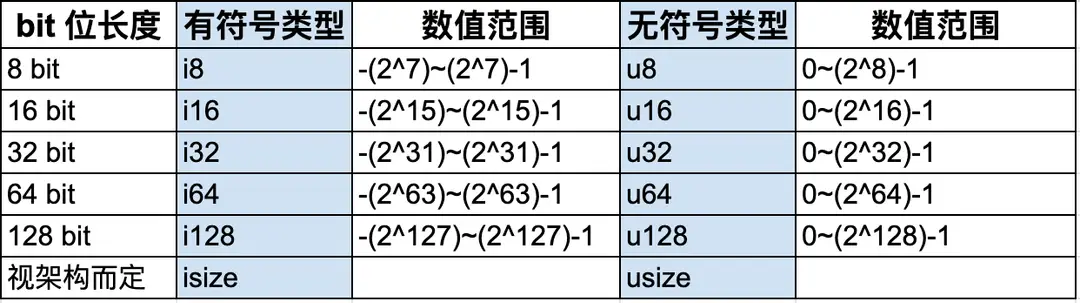 bit 位长度 有符号类型 数值范围 无符号类型 数值范围
8 bit i8 -(2^7)~(2^7)-1 u8 0~(2^8)-1
16 bit i16 -(2^15)~(2^15)-1 u16 0~(2^16)-1
32 bit i32 -(2^31)~(2^31)-1 u32 0~(2^32)-1
64 bit i64 -(2^63)~(2^63)-1 u64 0~(2^64)-1
128 bit i128 -(2^127)~(2^127)-1 u128 0~(2^128)-1
视架构而定 isize usize